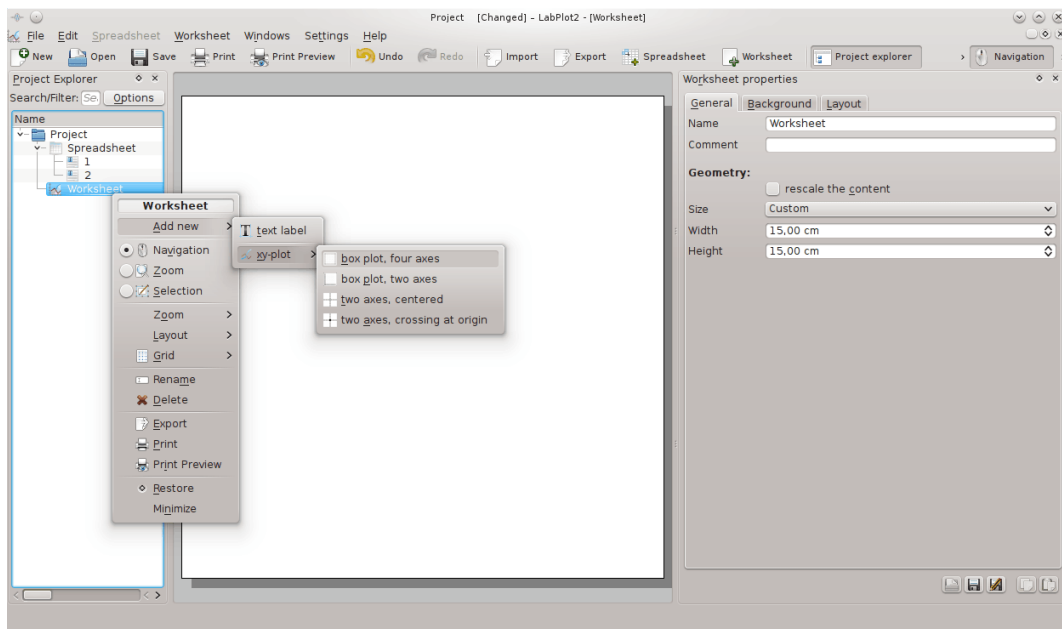 Project [Changed] – LabPlot2 - [Worksheet]
File Edit Spreadsheet Worksheet Windows Settings Help
New Open Save Print Print Preview Undo Redo Import Export Spreadsheet Worksheet Project explorer > Navigation
Project Explorer
Search/Filter: Se Options
Name
Project
Spreadsheet
1
2
Worksheet
Worksheet
Add new >
Navigation
Zoom
Selection
Zoom >
Layout >
Grid >
Rename
Delete
Export
Print
Print Preview
Restore
Minimize
text label
xy-plot >
box plot, four axes
box plot, two axes
two axes, centered
two axes, crossing at origin
Worksheet properties
General Background Layout
Name Worksheet
Comment
Geometry:
rescale the content
Size Custom
Width 15,00 cm
Height 15,00 cm